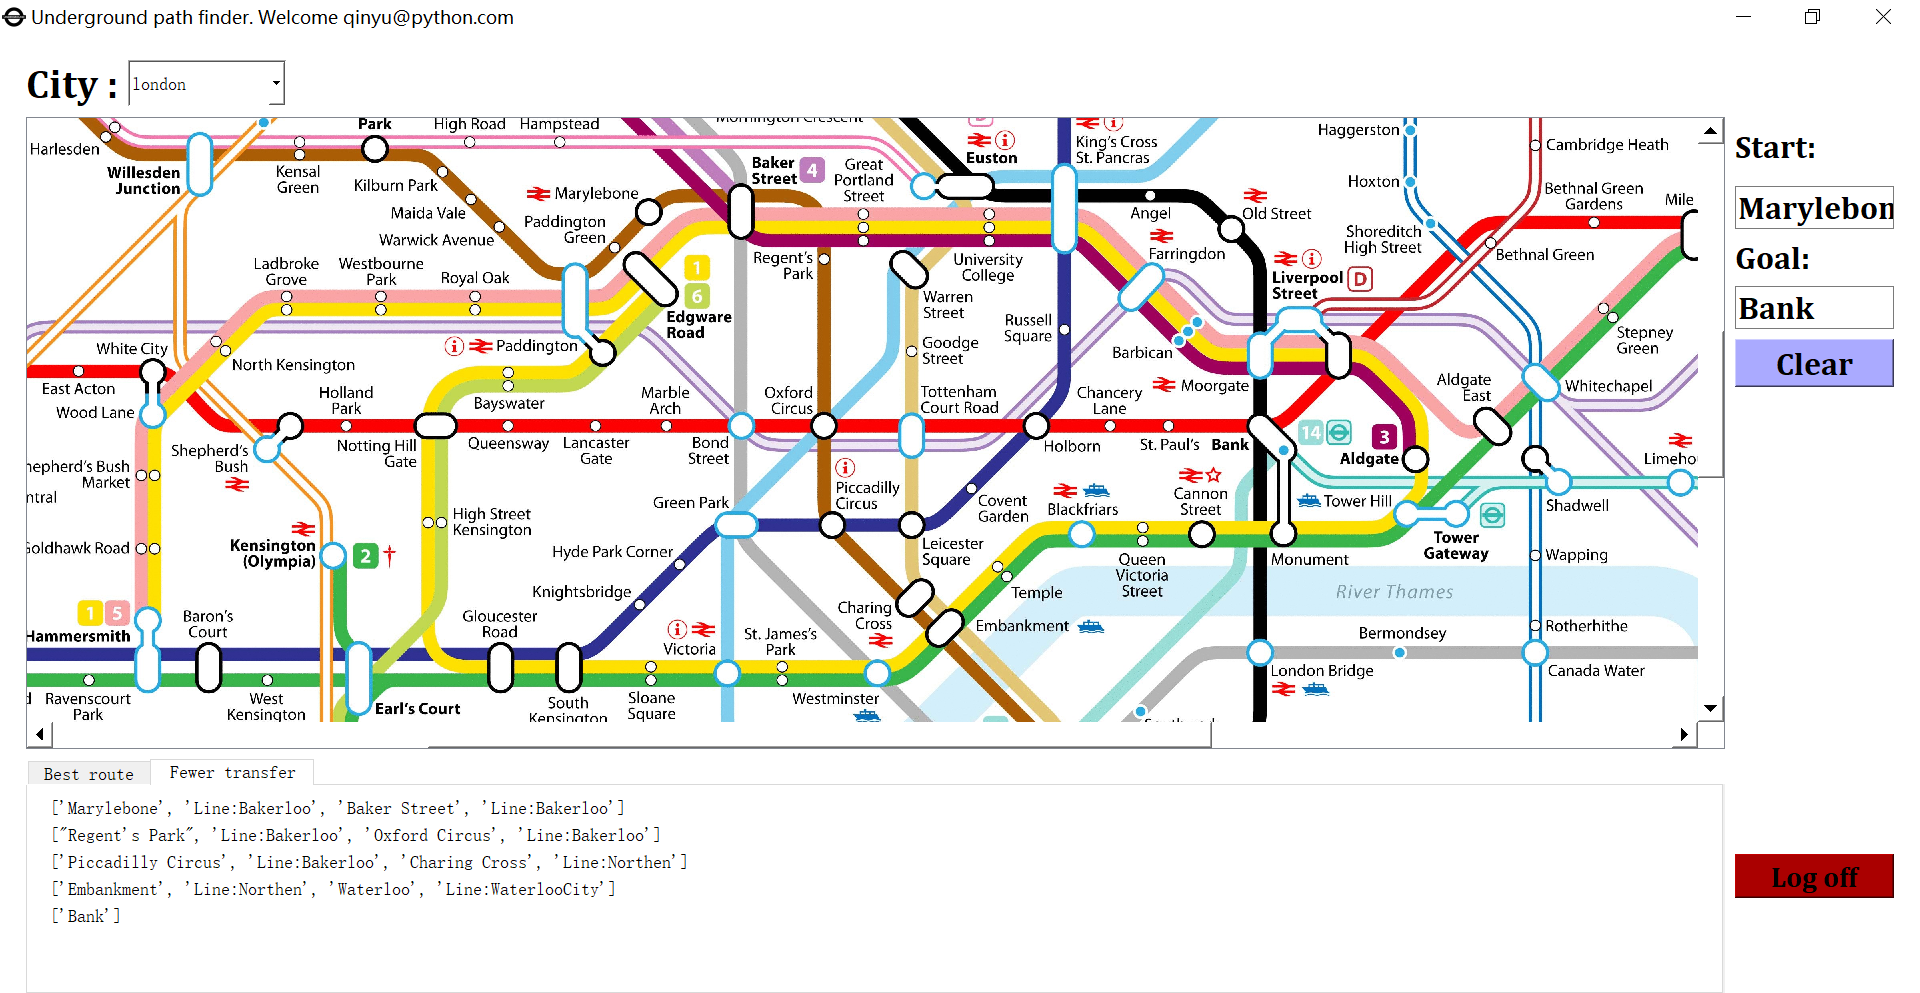 Underground path finder. Welcome qinyu@python.com
City :
london
Start:
Marylebon
Goal:
Bank
Clear
Log off
Park
High Road
Hampstead
Mornington Crescent
Harlesden
Willesden
Junction
Kensal
Green
Kilburn Park
Maida Vale
Warwick Avenue
Marylebone
Paddington
Green
Baker
Street
4
Great
Portland
Street
Euston
King's Cross
St. Pancras
Angel
Old Street
Farringdon
Haggerston
Hoxton
Shoreditch
High Street
Cambridge Heath
Bethnal Green
Gardens
Mile
Bethnal Green
Liverpool
Street
D
Ladbroke
Grove
Westbourne
Park
Royal Oak
1
6
Edgware
Road
Regent's
Park
University
College
Warren
Street
Goodge
Street
Russell
Square
Barbican
Moorgate
Stepney
Green
White City
East Acton
Wood Lane
North Kensington
Paddington
Bayswater
Holland
Park
Notting Hill
Gate
Queensway
Lancaster
Gate
Marble
Arch
Bond
Street
Oxford
Circus
Tottenham
Court Road
Chancery
Lane
Holborn
St. Paul's
Bank
14
3
Aldgate
Aldgate
East
Whitechapel
Limeho
Shadwell
Shepherd's
Bush
hepherd's Bush
Market
ntral
Goldhawk Road
Kensington
(Olympia)
2
†
High Street
Kensington
Green Park
Piccadilly
Circus
Hyde Park Corner
Knightsbridge
Leicester
Square
Covent
Garden
Blackfriars
Cannon
Street
Tower Hill
Tower
Gateway
Monument
Queen
Victoria
Street
Temple
Embankment
Charing
Cross
Wapping
River Thames
Rotherhithe
Bermondsey
London Bridge
Canada Water
1
5
Hammersmith
Baron's
Court
Gloucester
Road
Victoria
St. James's
Park
Ravenscourt
Park
West
Kensington
Earl's Court
South
Kensington
Sloane
Square
Westminster
Best route
Fewer transfer
['Marylebone', 'Line:Bakerloo', 'Baker Street', 'Line:Bakerloo']
["Regent's Park", 'Line:Bakerloo', 'Oxford Circus', 'Line:Bakerloo']
['Piccadilly Circus', 'Line:Bakerloo', 'Charing Cross', 'Line:Northen']
['Embankment', 'Line:Northen', 'Waterloo', 'Line:WaterlooCity']
['Bank']